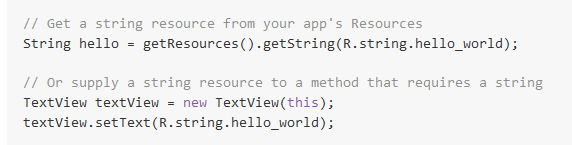 // Get a string resource from your app's Resources
String hello = getResources().getString(R.string.hello_world);
// Or supply a string resource to a method that requires a string
TextView textView = new TextView(this);
textView.setText(R.string.hello_world);